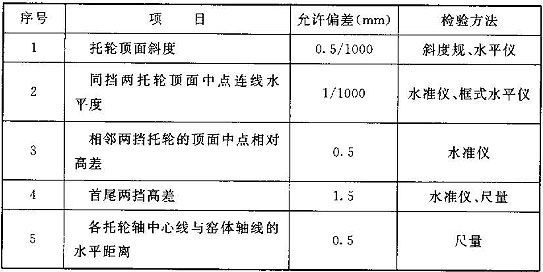 序号 项 目 允许偏差(mm) 检验方法
1 托轮顶面斜度 0.5/1000 斜度规、水平仪
2 同挡两托轮顶面中点连线水平度 1/1000 水准仪、框式水平仪
3 相邻两挡托轮的顶面中点相对高差 0.5 水准仪
4 首尾两挡高差 1.5 水准仪、尺量
5 各托轮轴中心线与窑体轴线的水平距离 0.5 尺量